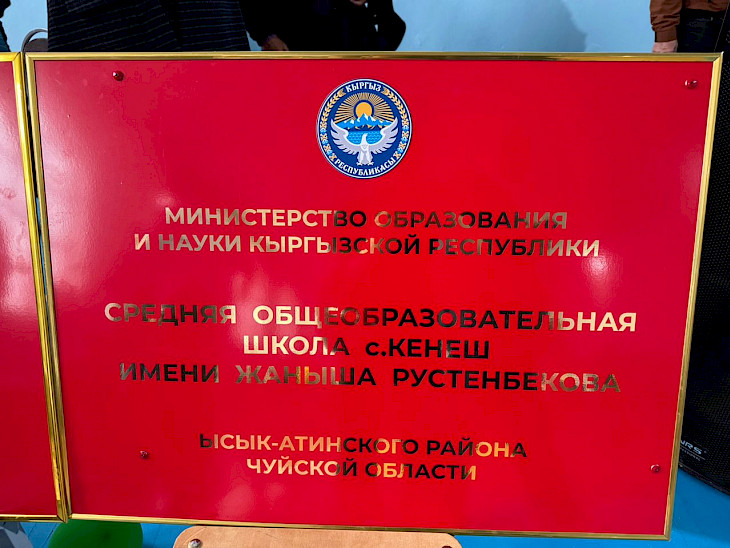 КЫРГЫЗ
РЕСПУБЛИКАСЫ
МИНИСТЕРСТВО ОБРАЗОВАНИЯ
И НАУКИ КЫРГЫЗСКОЙ РЕСПУБЛИКИ
СРЕДНЯЯ ОБЩЕОБРАЗОВАТЕЛЬНАЯ
ШКОЛА с.КЕНЕШ
ИМЕНИ ЖАНЫША РУСТЕНБЕКОВА
ЫСЫК-АТИНСКОГО РАЙОНА
ЧУЙСКОЙ ОБЛАСТИ